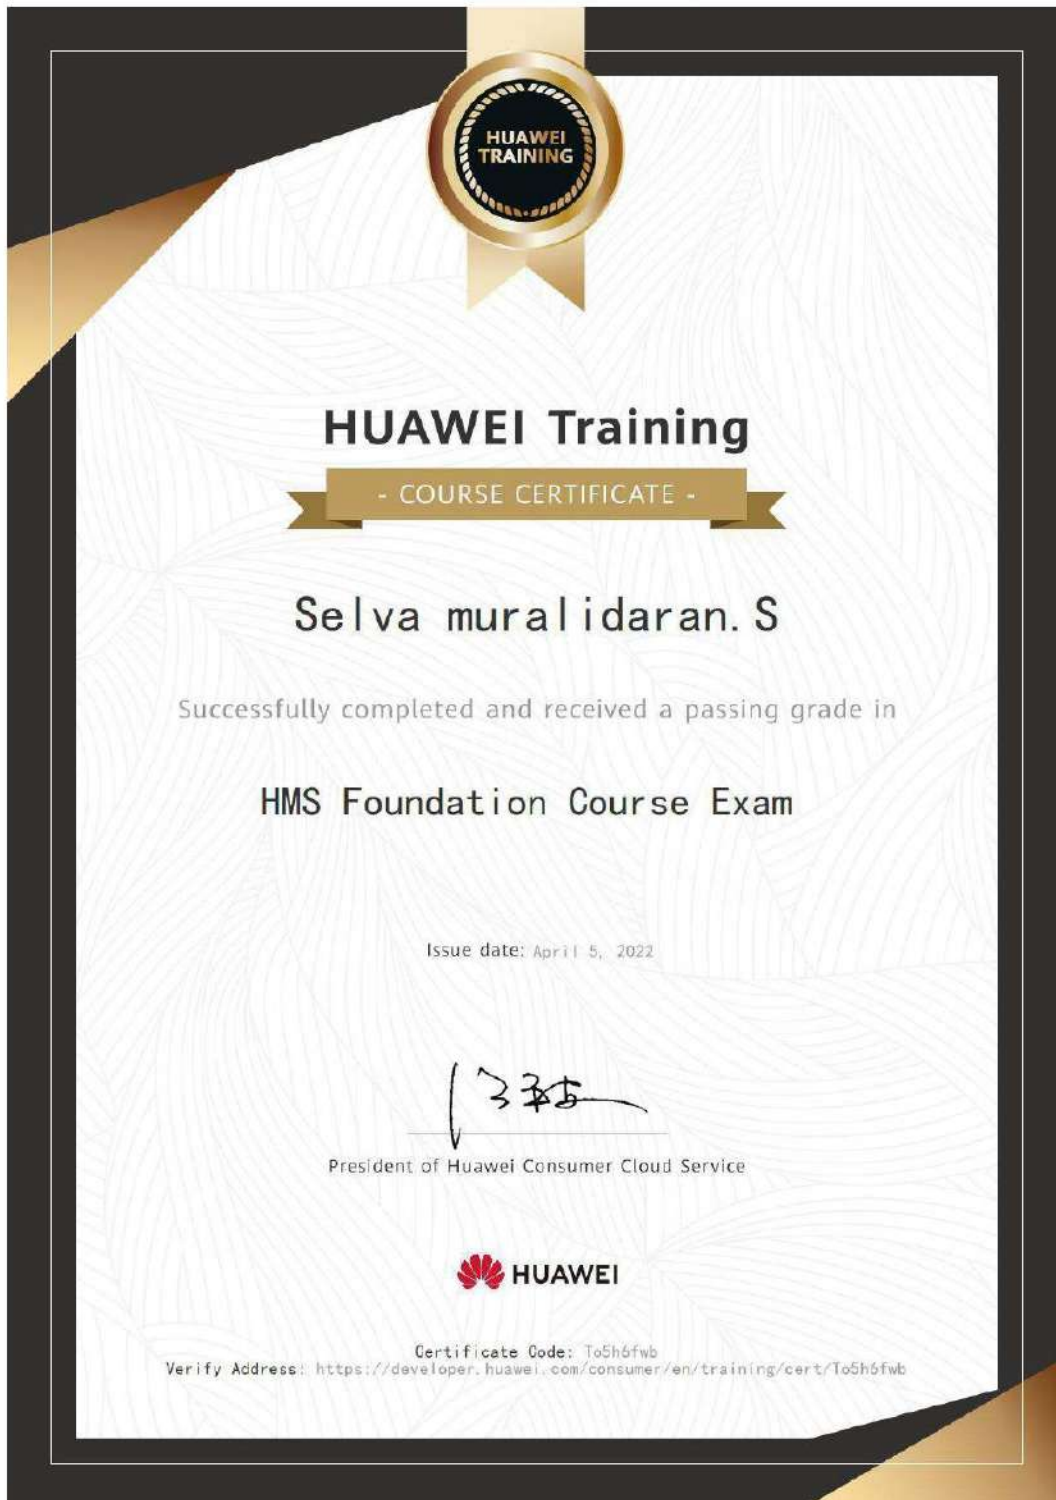 HUAWEI
TRAINING
HUAWEI Training
- COURSE CERTIFICATE -
Selva muralidaran.S
Successfully completed and received a passing grade in
HMS Foundation Course Exam
Issue date: April 5, 2022
President of Huawei Consumer Cloud Service
HUAWEI
Certificate Code: To5h6fwb
Verify Address: https://developer.huawei.com/consumer/en/training/cert/To5h6fwb